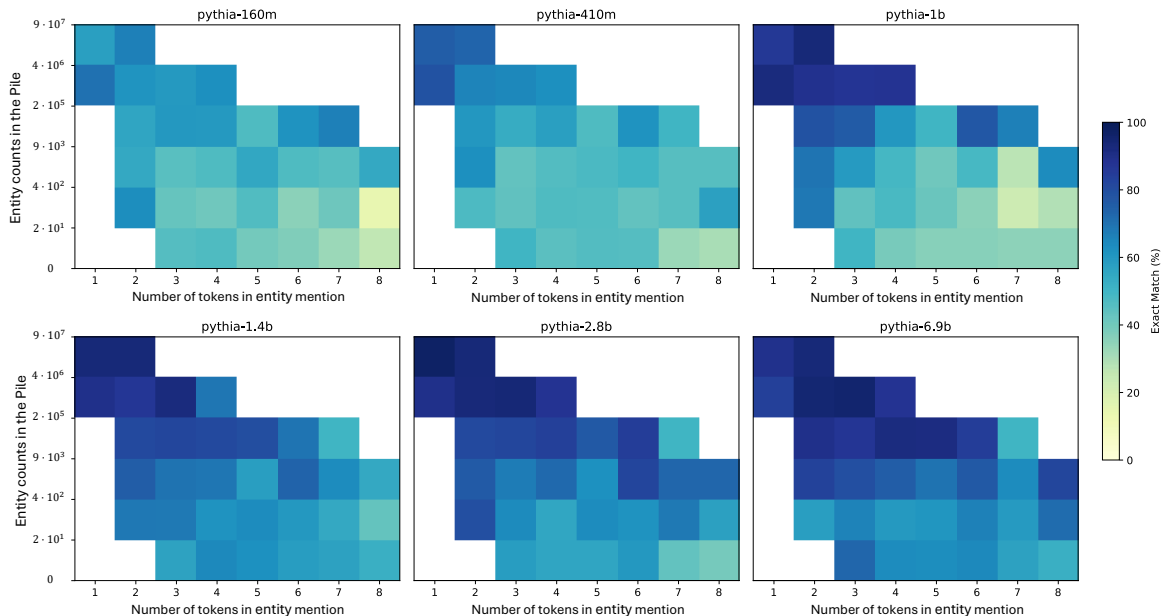 pythia-160m
pythia-410m
pythia-1b
Entity counts in the Pile
9 · 10⁷
4 · 10⁶
2 · 10⁵
9 · 10³
4 · 10²
2 · 10¹
0
1 2 3 4 5 6 7 8
1 2 3 4 5 6 7 8
1 2 3 4 5 6 7 8
Number of tokens in entity mention
Number of tokens in entity mention
Number of tokens in entity mention
pythia-1.4b
pythia-2.8b
pythia-6.9b
Entity counts in the Pile
9 · 10⁷
4 · 10⁶
2 · 10⁵
9 · 10³
4 · 10²
2 · 10¹
0
1 2 3 4 5 6 7 8
1 2 3 4 5 6 7 8
1 2 3 4 5 6 7 8
Number of tokens in entity mention
Number of tokens in entity mention
Number of tokens in entity mention
100
80
60
40
20
0
Exact Match (%)